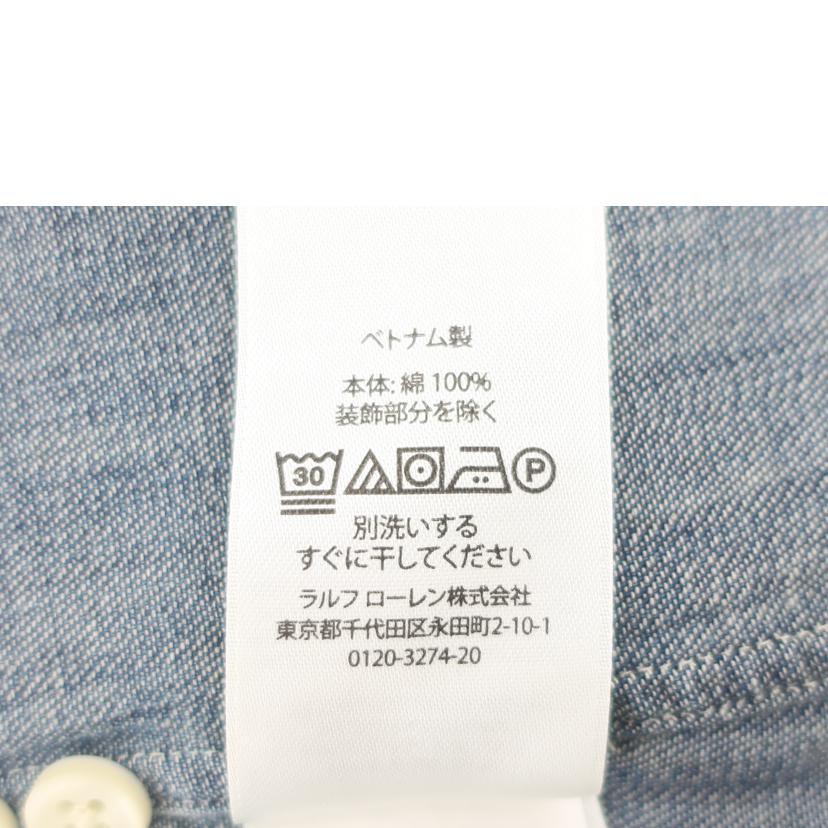 ベトナム製
本体: 綿 100%
装飾部分を除く
30 P
別洗いする
すぐに干してください
ラルフ ローレン株式会社
東京都千代田区永田町2-10-1
0120-3274-20